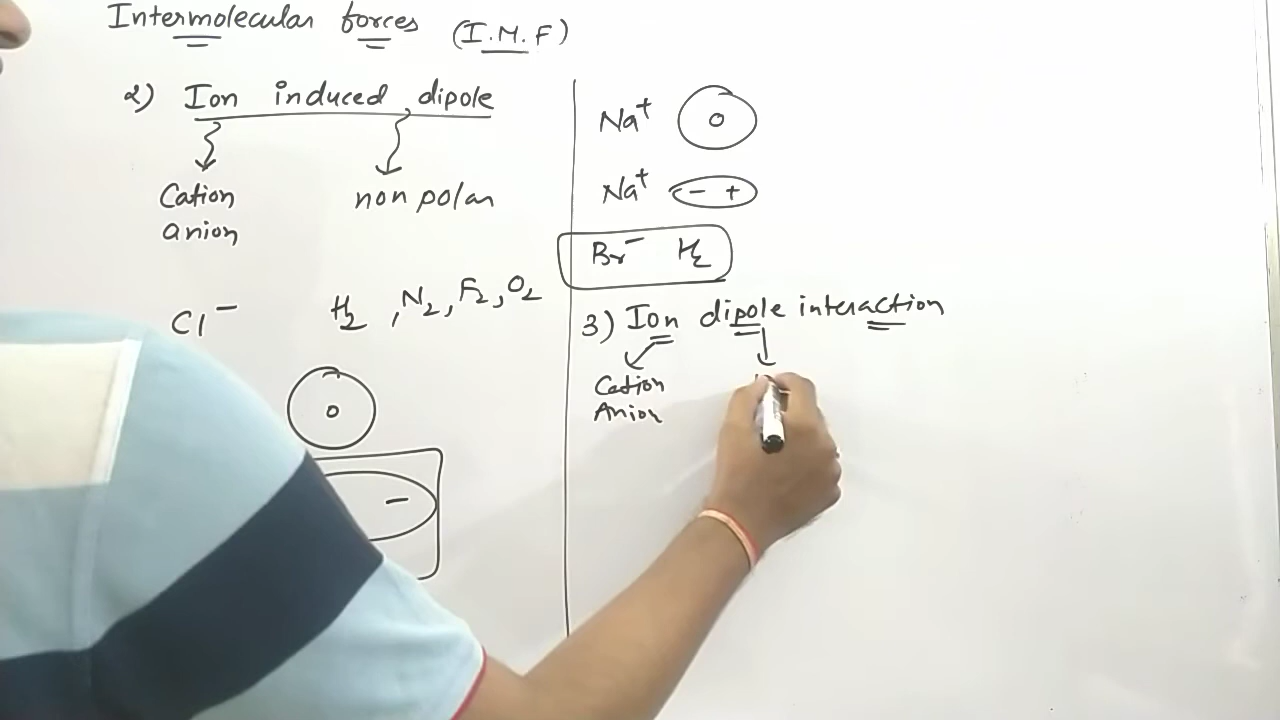 Intermolecular forces (I.M.F)
2) Ion induced dipole
Cation
anion
non polar
Cl⁻
H₂, N₂, F₂, O₂
−
Na⁺
Na⁺ − +
Br⁻ H₂
3) Ion dipole interaction
Cation
Anion